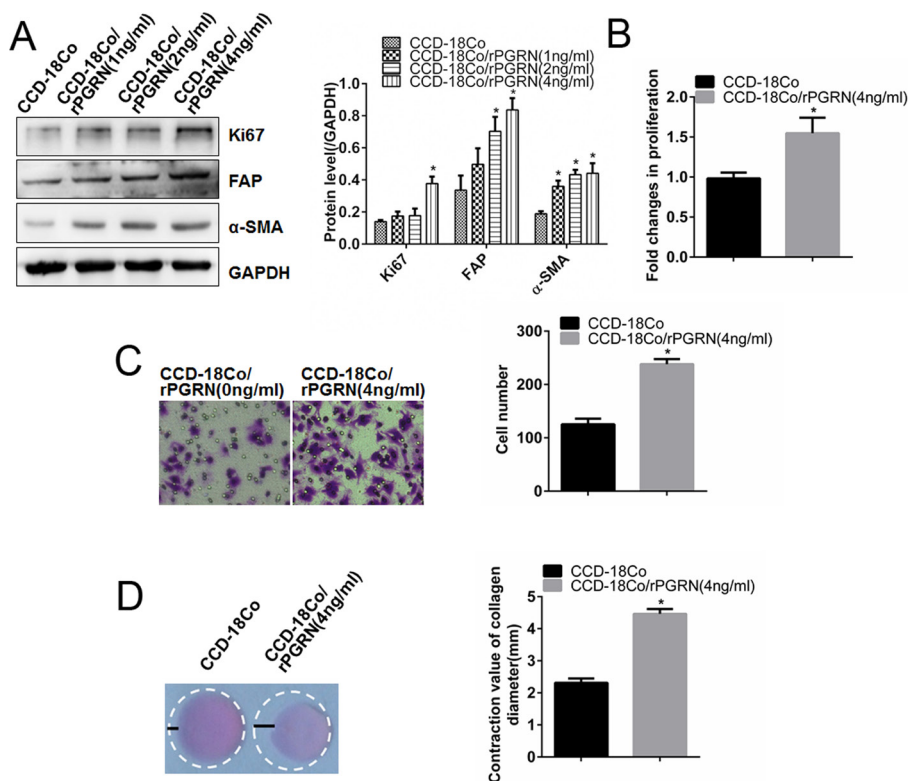 A
CCD-18Co
CCD-18Co/
rPGRN(1ng/ml)
CCD-18Co/
rPGRN(2ng/ml)
CCD-18Co/
rPGRN(4ng/ml)
Ki67
FAP
α-SMA
GAPDH
CCD-18Co
CCD-18Co/rPGRN(1ng/ml)
CCD-18Co/rPGRN(2ng/ml)
CCD-18Co/rPGRN(4ng/ml)
Protein level(/GAPDH)
1.0
0.8
0.6
0.4
0.2
0.0
*
*
*
*
*
*
Ki67
FAP
α-SMA
B
CCD-18Co
CCD-18Co/rPGRN(4ng/ml)
Fold changes in proliferation
2.0
1.5
1.0
0.5
0.0
*
C
CCD-18Co/
rPGRN(0ng/ml)
CCD-18Co/
rPGRN(4ng/ml)
CCD-18Co
CCD-18Co/rPGRN(4ng/ml)
Cell number
300
200
100
0
*
D
CCD-18Co
CCD-18Co/
rPGRN(4ng/ml)
CCD-18Co
CCD-18Co/rPGRN(4ng/ml)
Contraction value of collagen
diameter(mm)
5
4
3
2
1
0
*